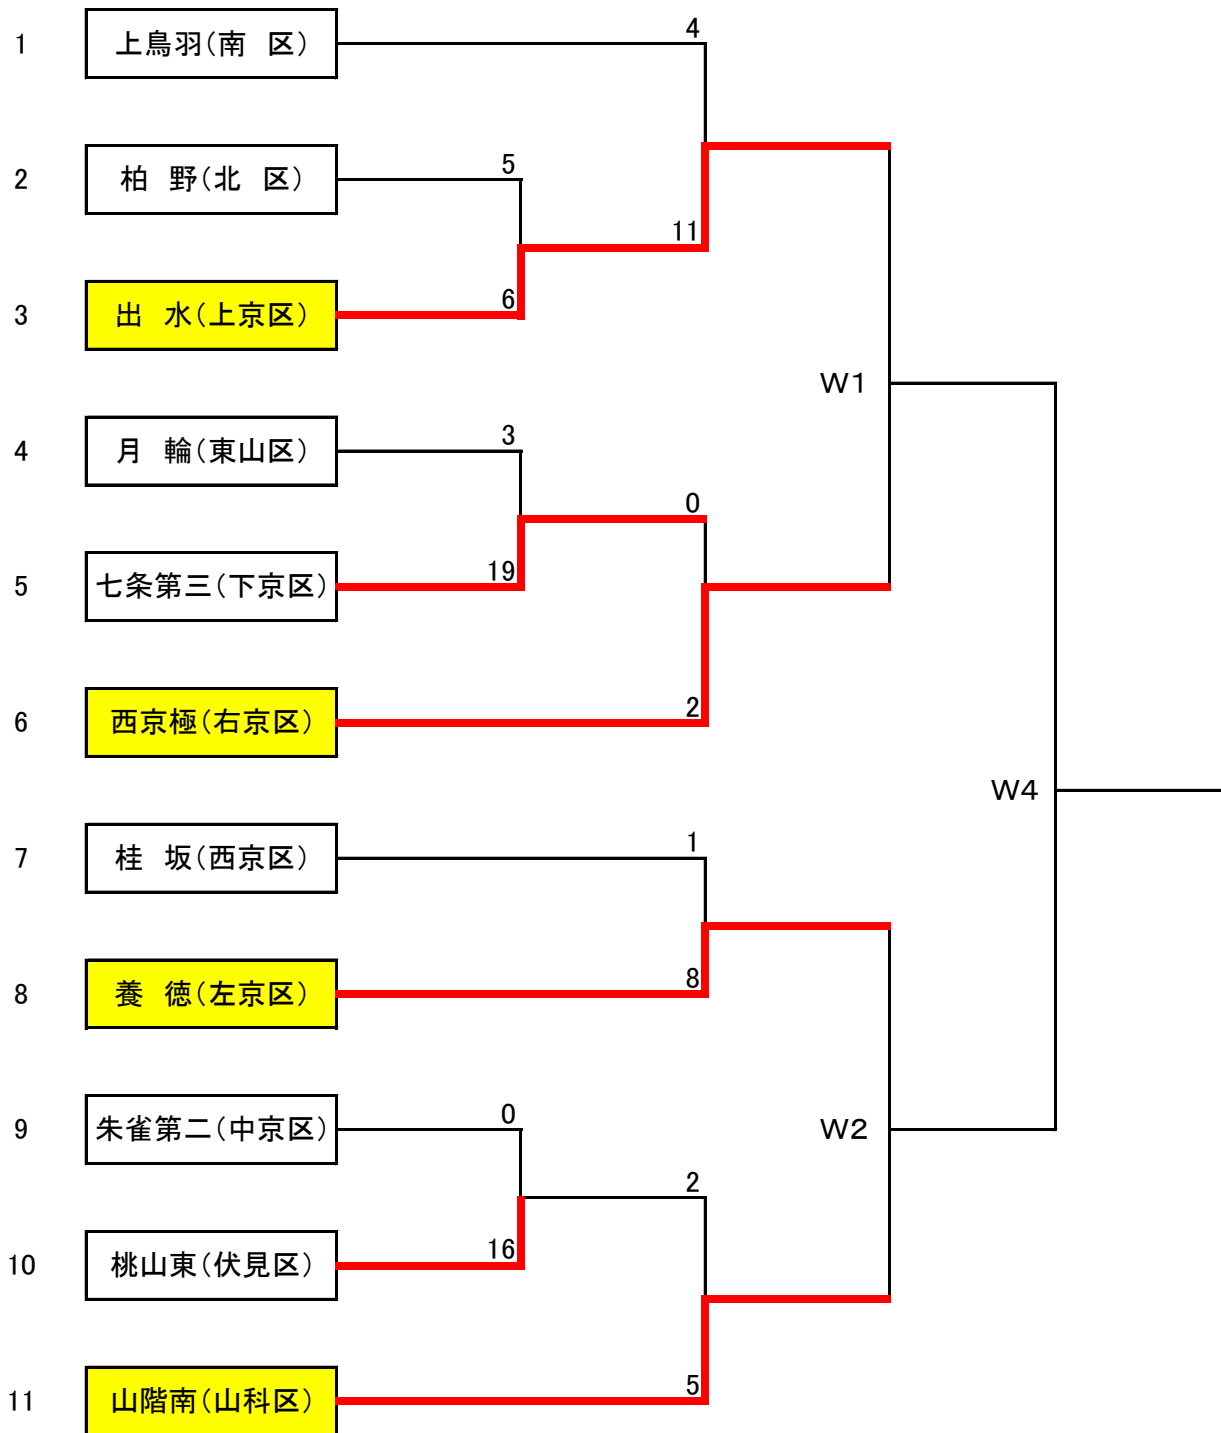 4
1 上鳥羽(南 区)
5
2 柏 野(北 区)
11
6
3 出 水(上京区)
W1
3
4 月 輪(東山区)
0
19
5 七条第三(下京区)
2
6 西京極(右京区)
W4
1
7 桂 坂(西京区)
8
8 養 徳(左京区)
0
9 朱雀第二(中京区)
W2
2
16
10 桃山東(伏見区)
5
11 山階南(山科区)